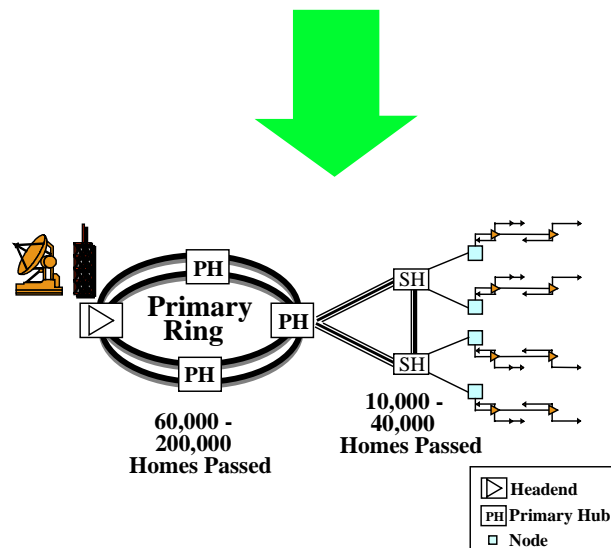 PH
SH
Primary
Ring
PH
SH
PH
60,000 -
200,000
Homes Passed
10,000 -
40,000
Homes Passed
Headend
PH Primary Hub
Node